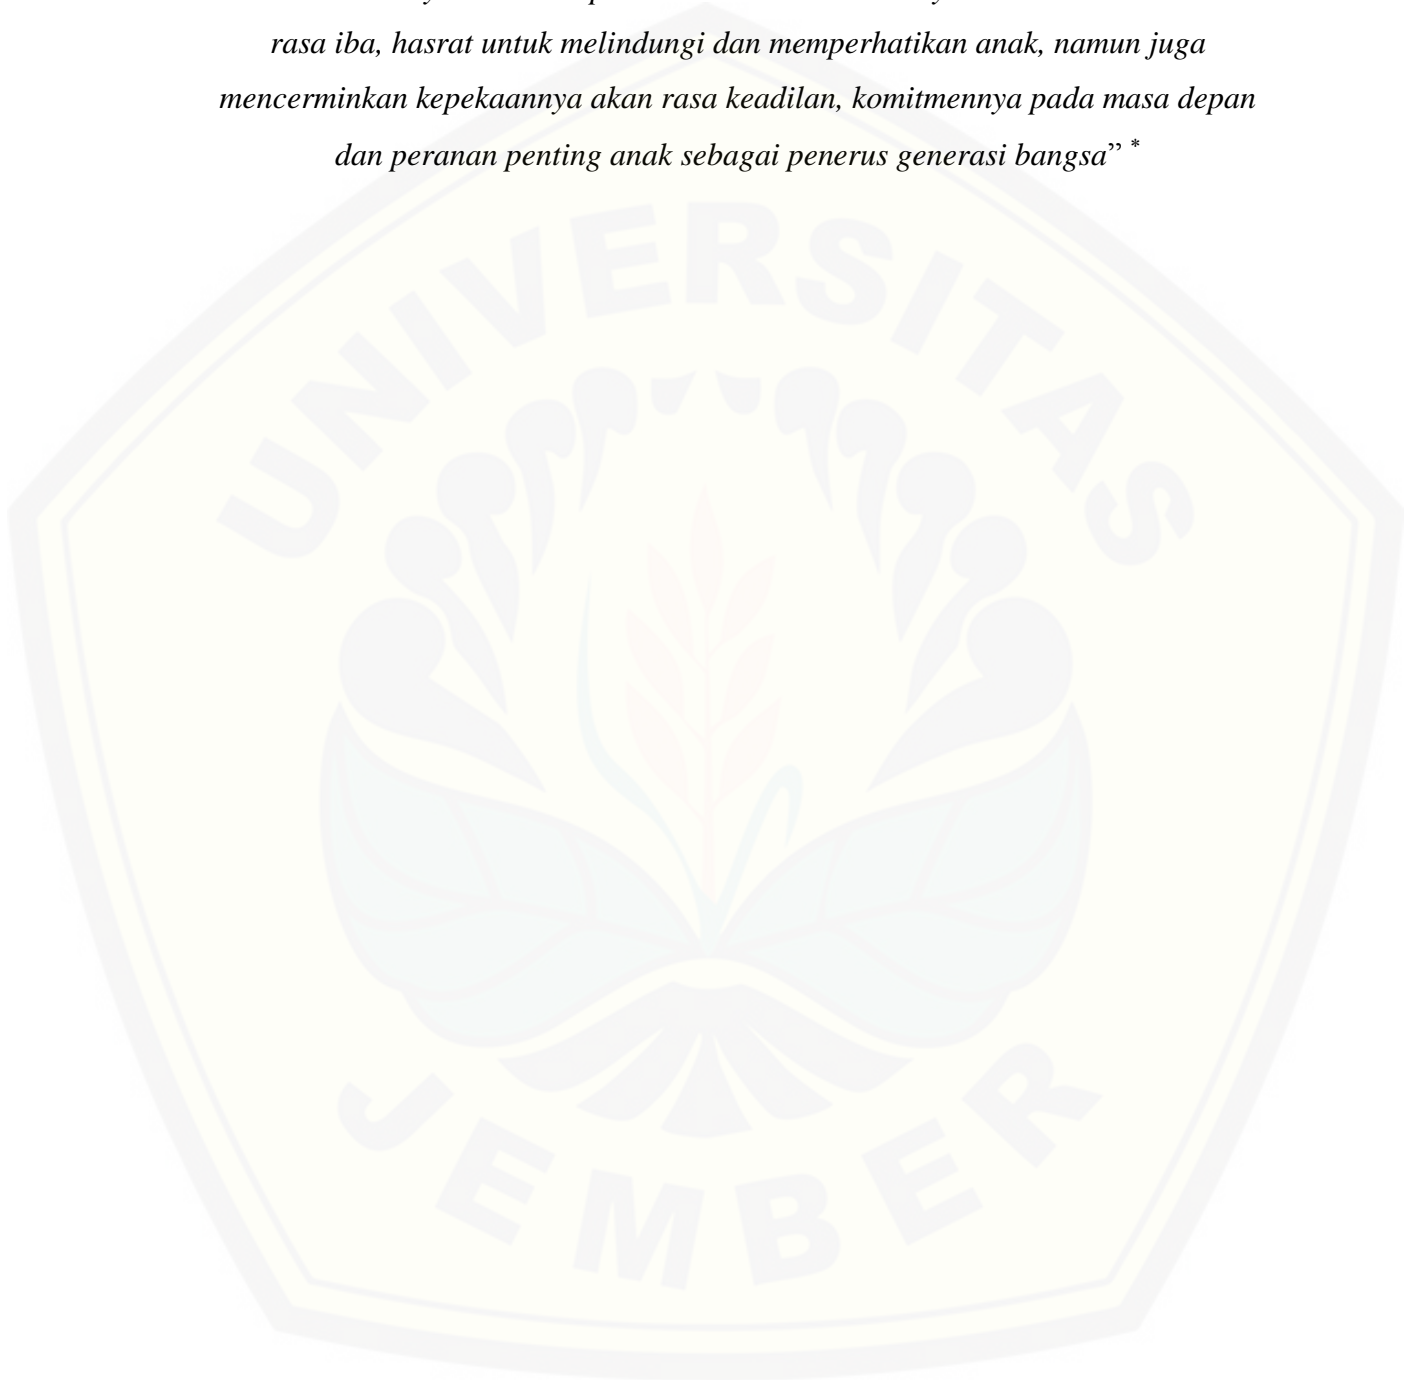 rasa iba, hasrat untuk melindungi dan memperhatikan anak, namun juga
mencerminkan kepekaannya akan rasa keadilan, komitmennya pada masa depan
dan peranan penting anak sebagai penerus generasi bangsa” *
UNIVERSITAS
JEMBER